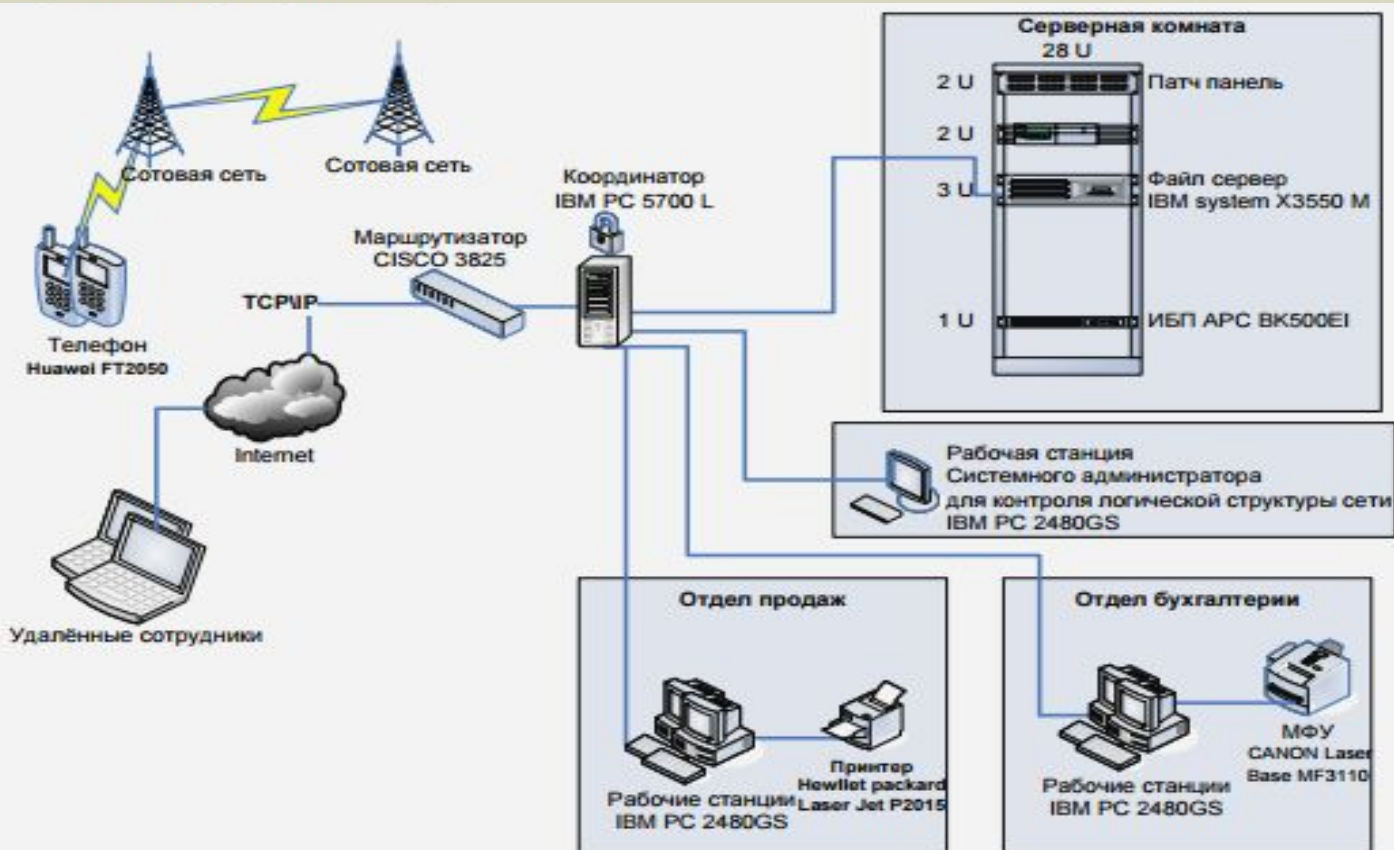 Серверная комната
28 U
2 U
Патч панель
2 U
3 U
Файл сервер
IBM system X3550 M
1 U
ИБП APC BK500EI
Сотовая сеть
Сотовая сеть
Координатор
IBM PC 5700 L
Маршрутизатор
CISCO 3825
TCP\IP
Телефон
Huawei FT2050
Internet
Удалённые сотрудники
Рабочая станция
Системного администратора
для контроля логической структуры сети
IBM PC 2480GS
Отдел продаж
Рабочие станции
IBM PC 2480GS
Принтер
Hewllet packard
Laser Jet P2015
Отдел бухгалтерии
Рабочие станции
IBM PC 2480GS
МФУ
CANON Laser
Base MF3110